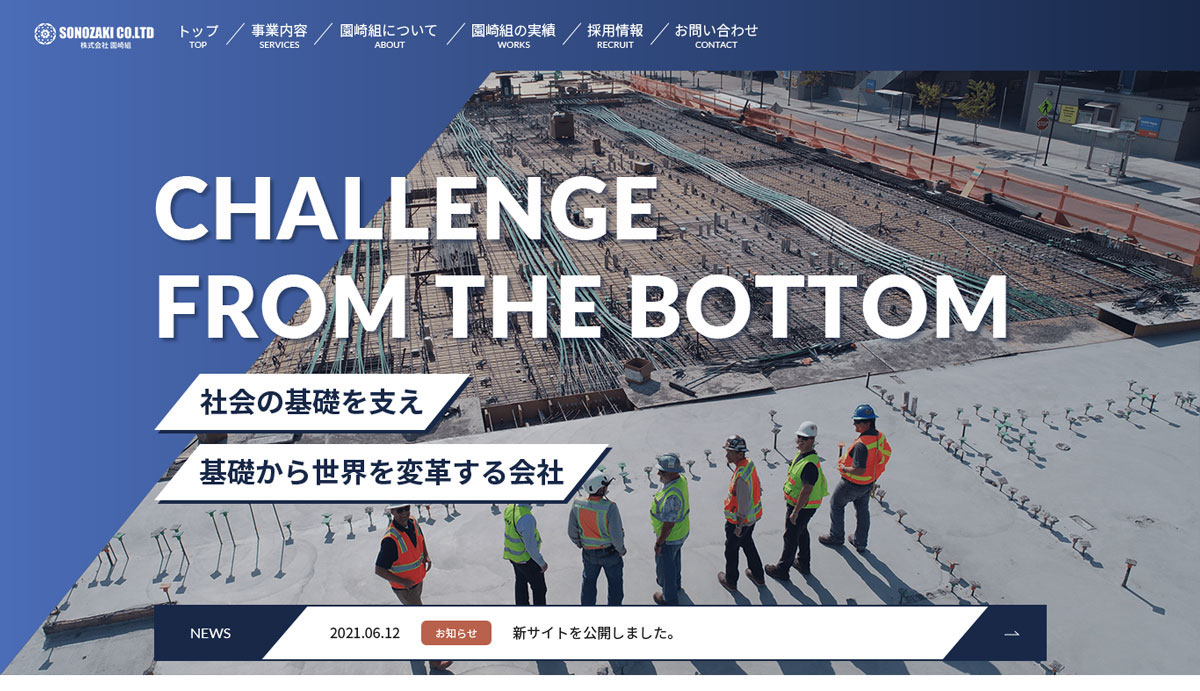 SONOZAKI CO.LTD
株式会社 園崎組
トップ
TOP
事業内容
SERVICES
園崎組について
ABOUT
園崎組の実績
WORKS
採用情報
RECRUIT
お問い合わせ
CONTACT
CHALLENGE
FROM THE BOTTOM
社会の基礎を支え
基礎から世界を変革する会社
NEWS
2021.06.12
お知らせ
新サイトを公開しました。